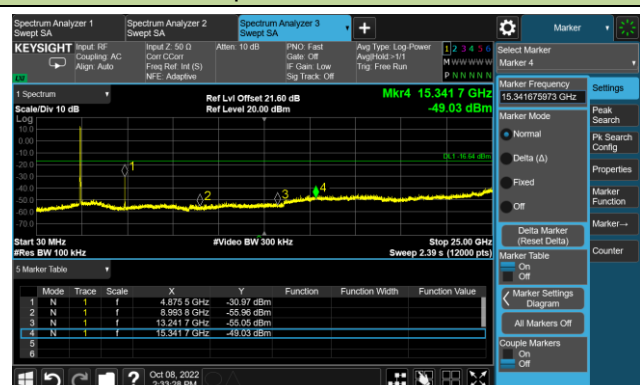 Spectrum Analyzer 1
Swept SA
Spectrum Analyzer 2
Swept SA
Spectrum Analyzer 3
Swept SA
Marker
KEYSIGHT
Input: RF
Coupling: AC
Align: Auto
Input Z: 50 Ω
Corr CCorr
Freq Ref: Int (S)
NFE: Adaptive
Atten: 10 dB
PNO: Fast
Gate: Off
IF Gain: Low
Sig Track: Off
Avg Type: Log-Power
Avg|Hold:>1/1
Trig: Free Run
1 2 3 4 5 6
M W W W W W
P N N N N N
LXI
Select Marker
Marker 4
1 Spectrum
Scale/Div 10 dB
Ref Lvl Offset 21.60 dB
Ref Level 20.00 dBm
Mkr4 15.341 7 GHz
-49.03 dBm
Log
10.0
0.00
-10.0
-20.0
-30.0
-40.0
-50.0
-60.0
-70.0
DL1 -16.64 dBm
1
2
3
4
Start 30 MHz
#Res BW 100 kHz
#Video BW 300 kHz
Stop 25.00 GHz
Sweep 2.39 s (12000 pts)
5 Marker Table
Mode Trace Scale X Y Function Function Width Function Value
1 N 1 f 4.875 5 GHz -30.97 dBm
2 N 1 f 8.993 8 GHz -55.96 dBm
3 N 1 f 13.241 7 GHz -55.05 dBm
4 N 1 f 15.341 7 GHz -49.03 dBm
5
6
Marker Frequency
15.341675973 GHz
Marker Mode
Normal
Delta (Δ)
Fixed
Off
Delta Marker
(Reset Delta)
Marker Table
On
Off
Marker Settings
Diagram
All Markers Off
Couple Markers
On
Off
Settings
Peak
Search
Pk Search
Config
Properties
Marker
Function
Marker→
Counter
Oct 08, 2022
2:33:28 PM